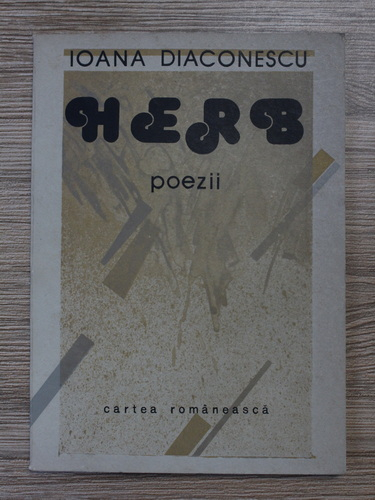 IOANA DIACONESCU
HERB
poezii
cartea românească